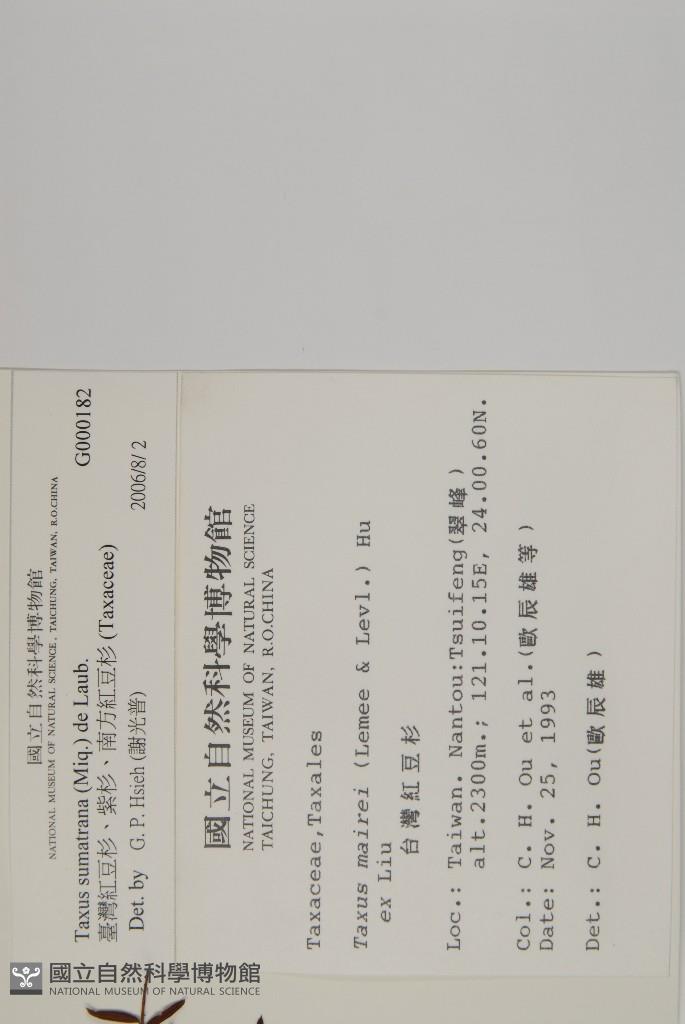 國立自然科學博物館
NATIONAL MUSEUM OF NATURAL SCIENCE, TAICHUNG, TAIWAN, R.O.CHINA
Taxus sumatrana (Miq.) de Laub. G000182
臺灣紅豆杉、紫杉、南方紅豆杉 (Taxaceae)
Det. by G. P. Hsieh (謝光普) 2006/8/ 2
國立自然科學博物館
NATIONAL MUSEUM OF NATURAL SCIENCE
TAICHUNG, TAIWAN, R.O.CHINA
Taxaceae,Taxales
Taxus mairei (Lemee & Levl.) Hu
ex Liu
台灣紅豆杉
Loc.: Taiwan. Nantou:Tsuifeng(翠峰)
alt.2300m.; 121.10.15E, 24.00.60N.
Col.: C. H. Ou et al.(歐辰雄等)
Date: Nov. 25, 1993
Det.: C. H. Ou(歐辰雄)
國立自然科學博物館
NATIONAL MUSEUM OF NATURAL SCIENCE